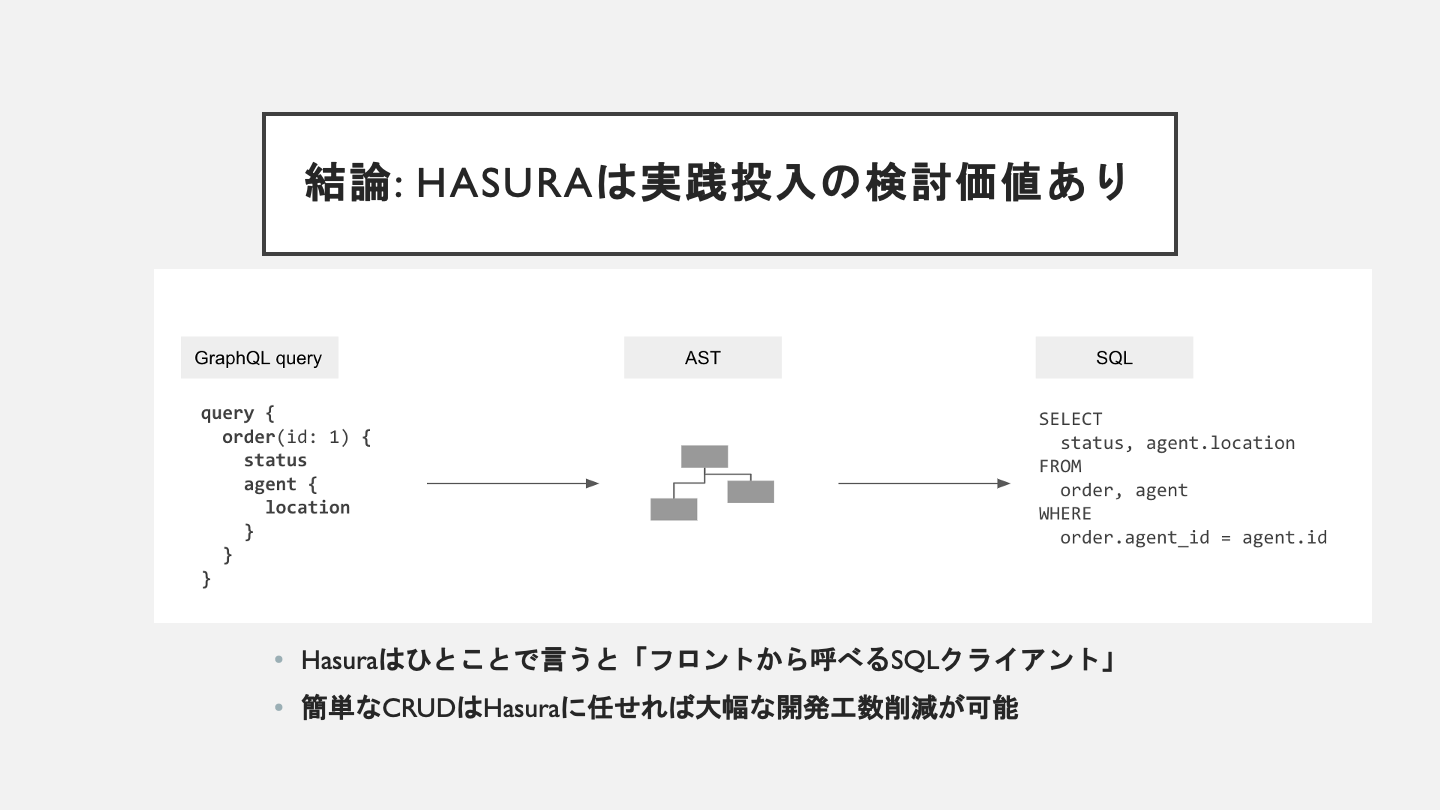 結論: HASURAは実践投入の検討価値あり
GraphQL query
query {
  order(id: 1) {
    status
    agent {
      location
    }
  }
}
AST
SQL
SELECT
  status, agent.location
FROM
  order, agent
WHERE
  order.agent_id = agent.id
• Hasuraはひとことで言うと「フロントから呼べるSQLクライアント」
• 簡単なCRUDはHasuraに任せれば大幅な開発工数削減が可能